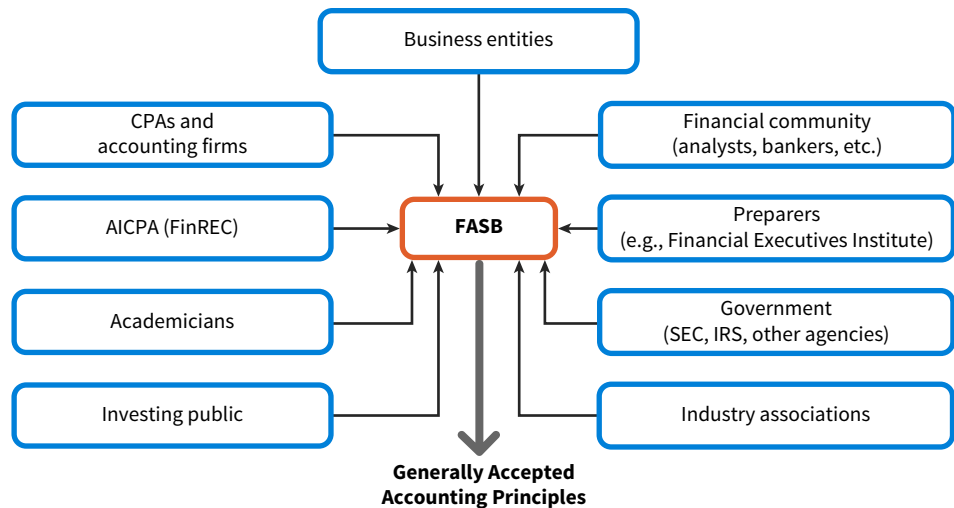 Business entities
CPAs and
accounting firms
Financial community
(analysts, bankers, etc.)
AICPA (FinREC)
FASB
Preparers
(e.g., Financial Executives Institute)
Academicians
Government
(SEC, IRS, other agencies)
Investing public
Industry associations
Generally Accepted
Accounting Principles